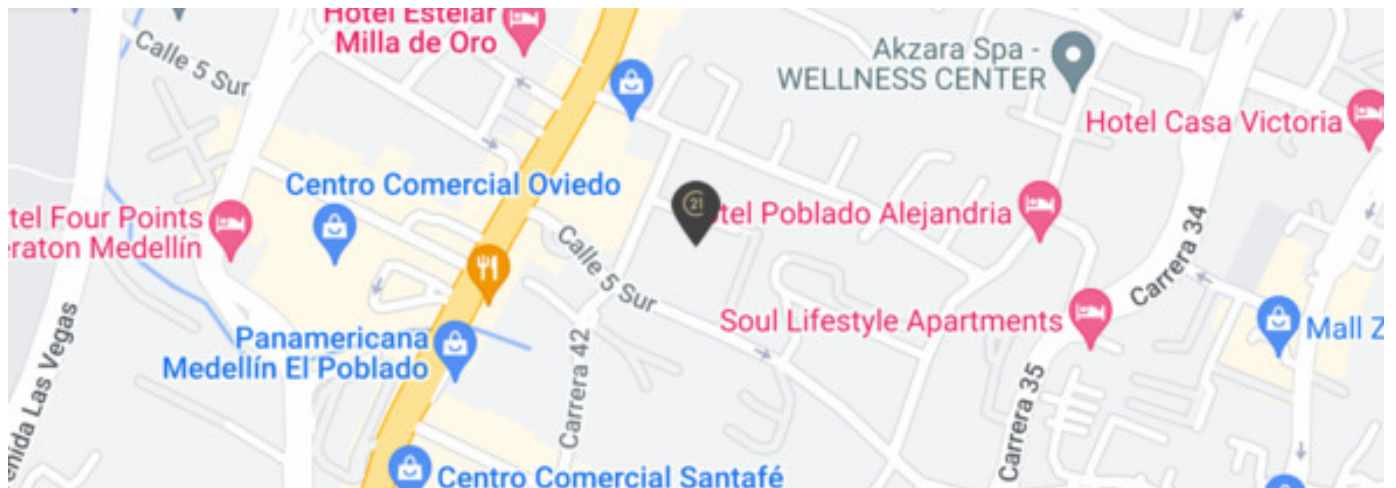 Hotel Estelar
Milla de Oro
Calle 5 Sur
Akzara Spa -
WELLNESS CENTER
Hotel Casa Victoria
Centro Comercial Oviedo
21
tel Four Points
eraton Medellín
tel Poblado Alejandria
Calle 5 Sur
Carrera 34
Soul Lifestyle Apartments
Mall Z
Panamericana
Medellín El Poblado
Carrera 42
Carrera 35
enida Las Vegas
Centro Comercial Santafé